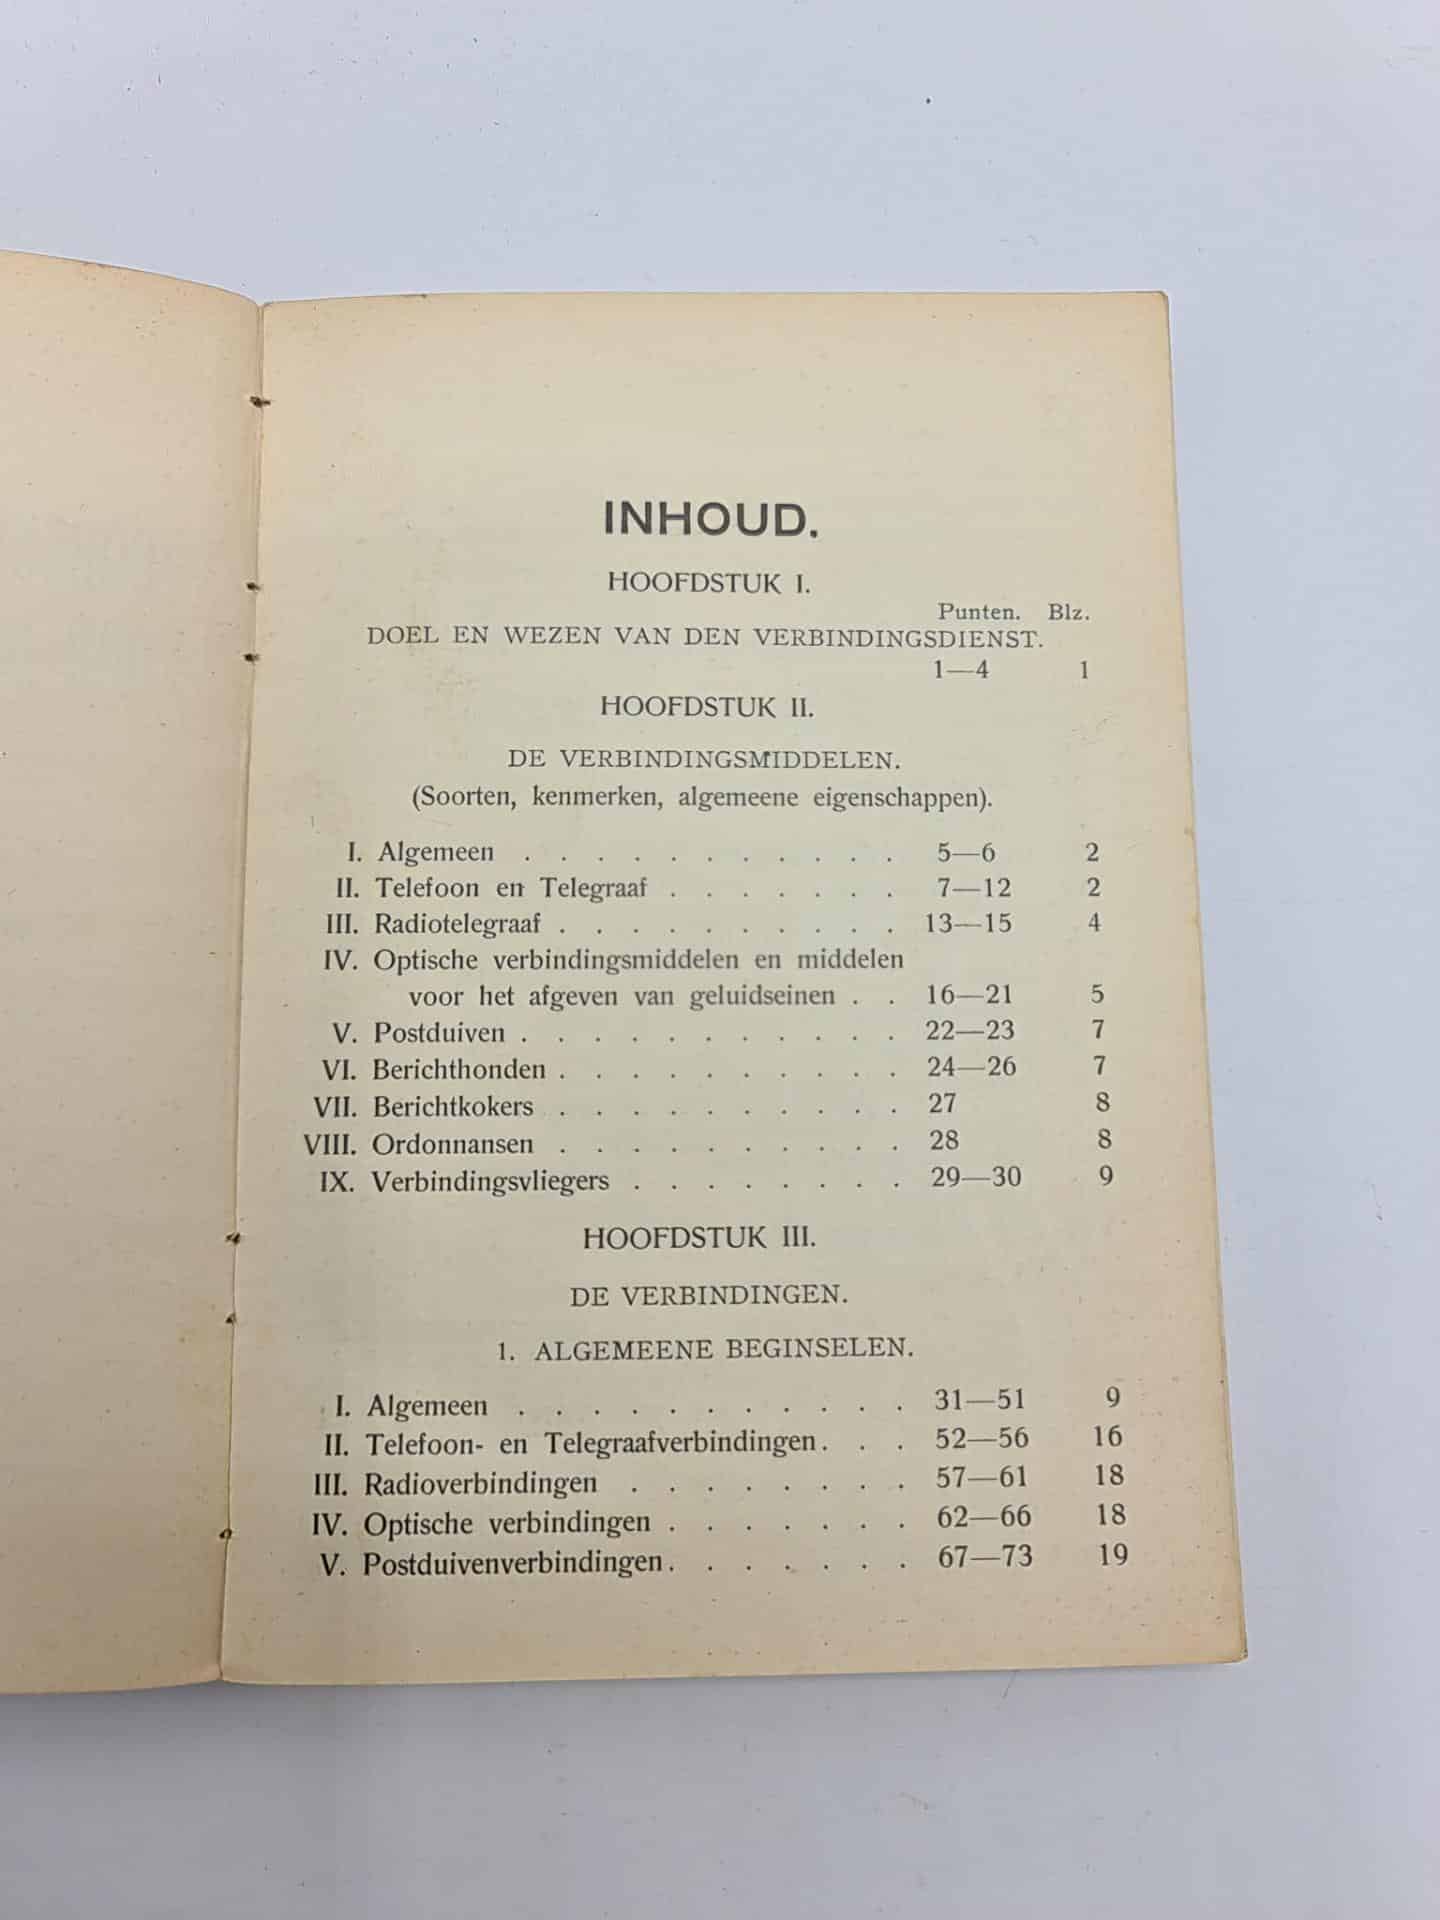 INHOUD.
HOOFDSTUK I.
Punten. Blz.
DOEL EN WEZEN VAN DEN VERBINDINGSDIENST.
1—4 1
HOOFDSTUK II.
DE VERBINDINGSMIDDELEN.
(Soorten, kenmerken, algemeene eigenschappen).
I. Algemeen . . . . . . . . . . . 5—6 2
II. Telefoon en Telegraaf . . . . . . . 7—12 2
III. Radiotelegraaf . . . . . . . . . . 13—15 4
IV. Optische verbindingsmiddelen en middelen
voor het afgeven van geluidseinen . . 16—21 5
V. Postduiven . . . . . . . . . . . 22—23 7
VI. Berichthonden . . . . . . . . . . 24—26 7
VII. Berichtkokers . . . . . . . . . . 27 8
VIII. Ordonnansen . . . . . . . . . . 28 8
IX. Verbindingsvliegers . . . . . . . . 29—30 9
HOOFDSTUK III.
DE VERBINDINGEN.
1. ALGEMEENE BEGINSELEN.
I. Algemeen . . . . . . . . . . . 31—51 9
II. Telefoon- en Telegraafverbindingen . . . 52—56 16
III. Radioverbindingen . . . . . . . . 57—61 18
IV. Optische verbindingen . . . . . . . 62—66 18
V. Postduivenverbindingen . . . . . . . 67—73 19